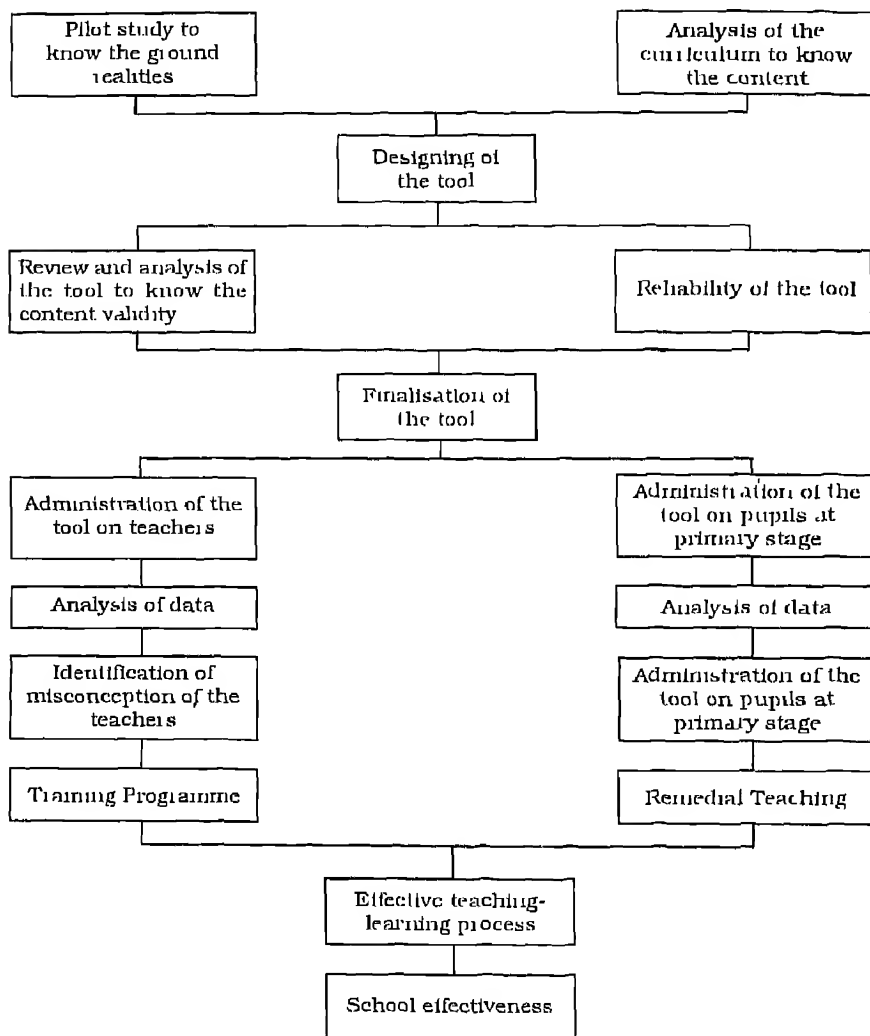 Pilot study to
know the ground
realities
Analysis of the
curriculum to know
the content
Designing of
the tool
Review and analysis of
the tool to know the
content validity
Reliability of the tool
Finalisation of
the tool
Administration of the
tool on teachers
Administration of the
tool on pupils at
primary stage
Analysis of data
Analysis of data
Identification of
misconception of the
teachers
Administration of the
tool on pupils at
primary stage
Training Programme
Remedial Teaching
Effective teaching-
learning process
School effectiveness